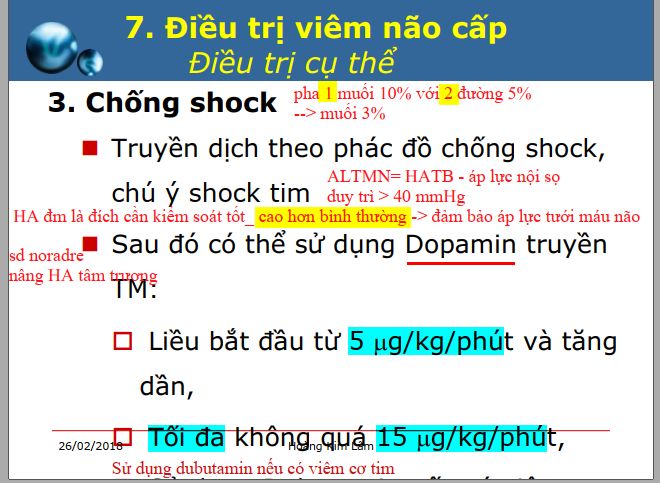 7. Điều trị viêm não cấp
Điều trị cụ thể
3. Chống shock
pha 1 muối 10% với 2 đường 5%
--> muối 3%
Truyền dịch theo phác đồ chống shock,
chú ý shock tim
ALTMN= HATB - áp lực nội sọ
duy trì > 40 mmHg
HA đm là đích cần kiểm soát tốt_ cao hơn bình thường -> đảm bảo áp lực tưới máu não
Sau đó có thể sử dụng Dopamin truyền
TM:
sd noradre
nâng HA tâm trương
Liều bắt đầu từ 5 µg/kg/phút và tăng
dần,
Tối đa không quá 15 µg/kg/phút,
26/02/2018
Hoàng Kim Lâm
Sử dụng dubutamin nếu có viêm cơ tim